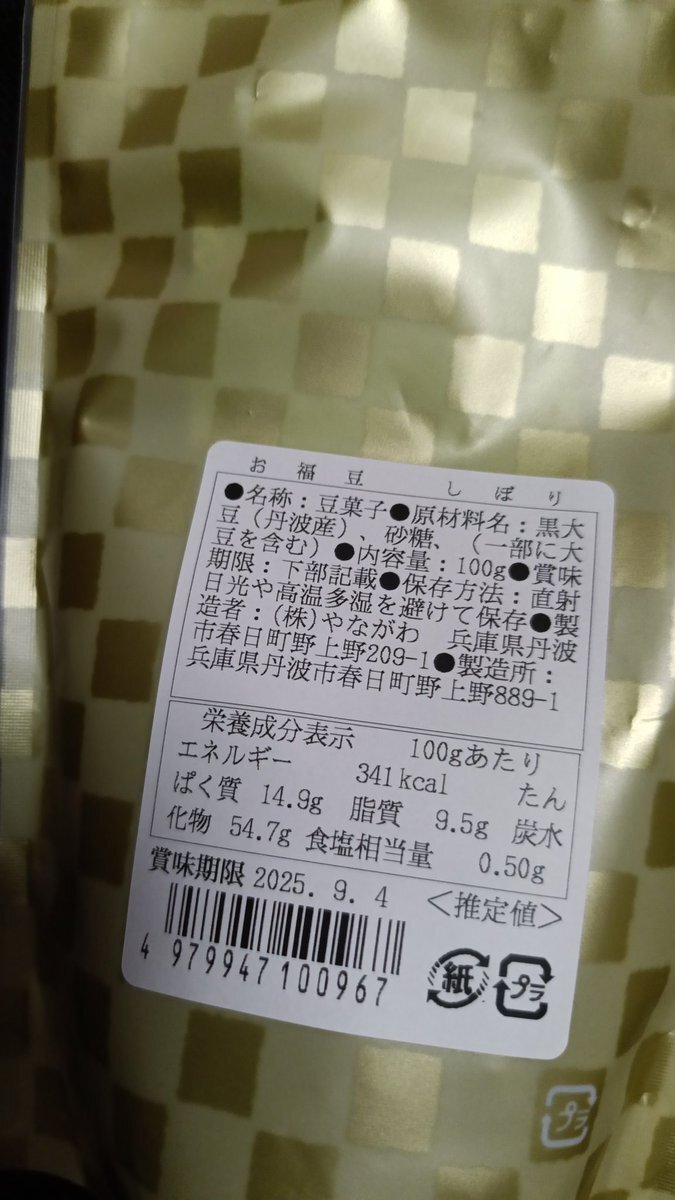 お福豆 しぼり
●名称：豆菓子●原材料名：黒大
豆（丹波産）、砂糖、（一部に大
豆を含む）●内容量：100g●賞味
期限：下部記載●保存方法：直射
日光や高温多湿を避けて保存●製
造者：(株)やながわ 兵庫県丹波
市春日町野上野209-1●製造所：
兵庫県丹波市春日町野上野889-1
栄養成分表示 100gあたり
エネルギー 341kcal たん
ぱく質 14.9g 脂質 9.5g 炭水
化物 54.7g 食塩相当量 0.50g
賞味期限 2025. 9. 4 <推定値>
4 979947 100967
紙 プラ
プラ